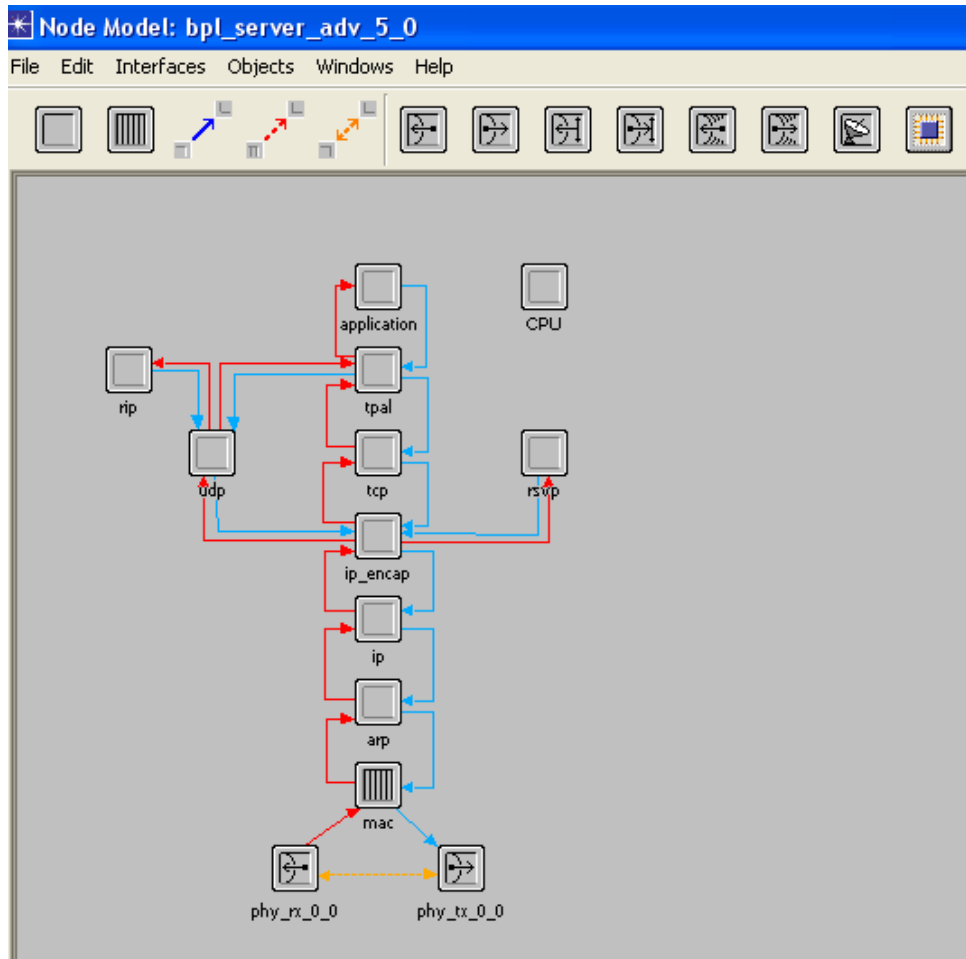 Node Model: bpl_server_adv_5_0
File Edit Interfaces Objects Windows Help
application
CPU
rip
tpal
udp
tcp
rsvp
ip_encap
ip
arp
mac
phy_rx_0_0
phy_tx_0_0